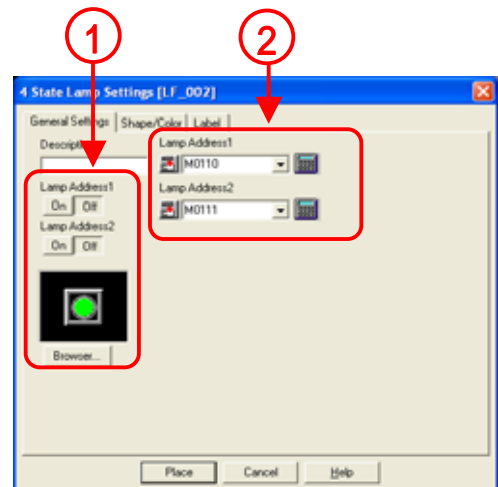 1 2
4 State Lamp Settings [LF_002]
General Settings Shape/Color Label
Descript
Lamp Address1
M0110
Lamp Address2
M0111
Lamp Address1
On Off
Lamp Address2
On Off
Browser...
Place Cancel Help